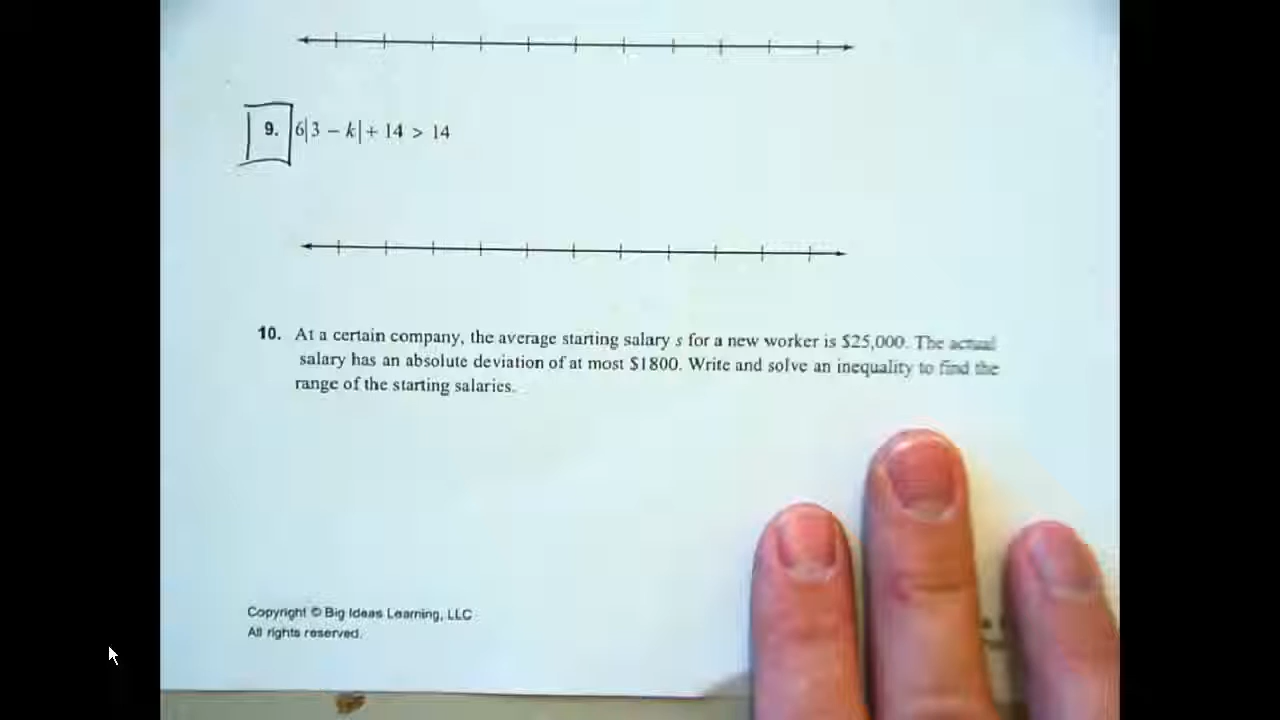 9. 6|3 − k| + 14 > 14
10. At a certain company, the average starting salary s for a new worker is $25,000. The actual
salary has an absolute deviation of at most $1800. Write and solve an inequality to find the
range of the starting salaries.
Copyright © Big Ideas Learning, LLC
All rights reserved.